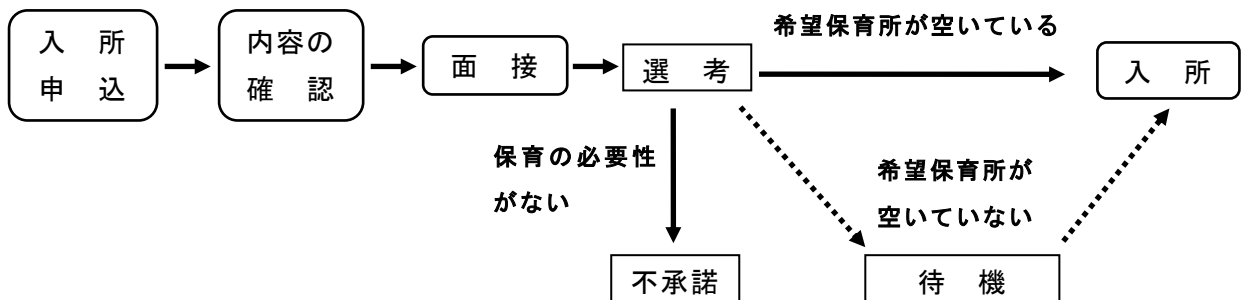 入　所
申　込
内容の
確　認
面　接
選　考
希望保育所が空いている
入　所
保育の必要性
がない
希望保育所が
空いていない
不承諾
待　機